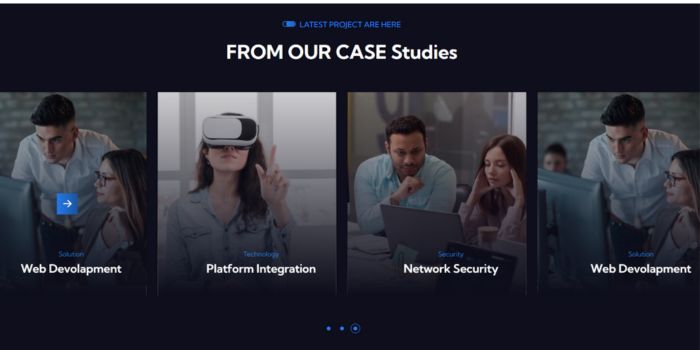 LATEST PROJECT ARE HERE
FROM OUR CASE Studies
Solution
Web Devolapment
Technology
Platform Integration
Security
Network Security
Solution
Web Devolapment